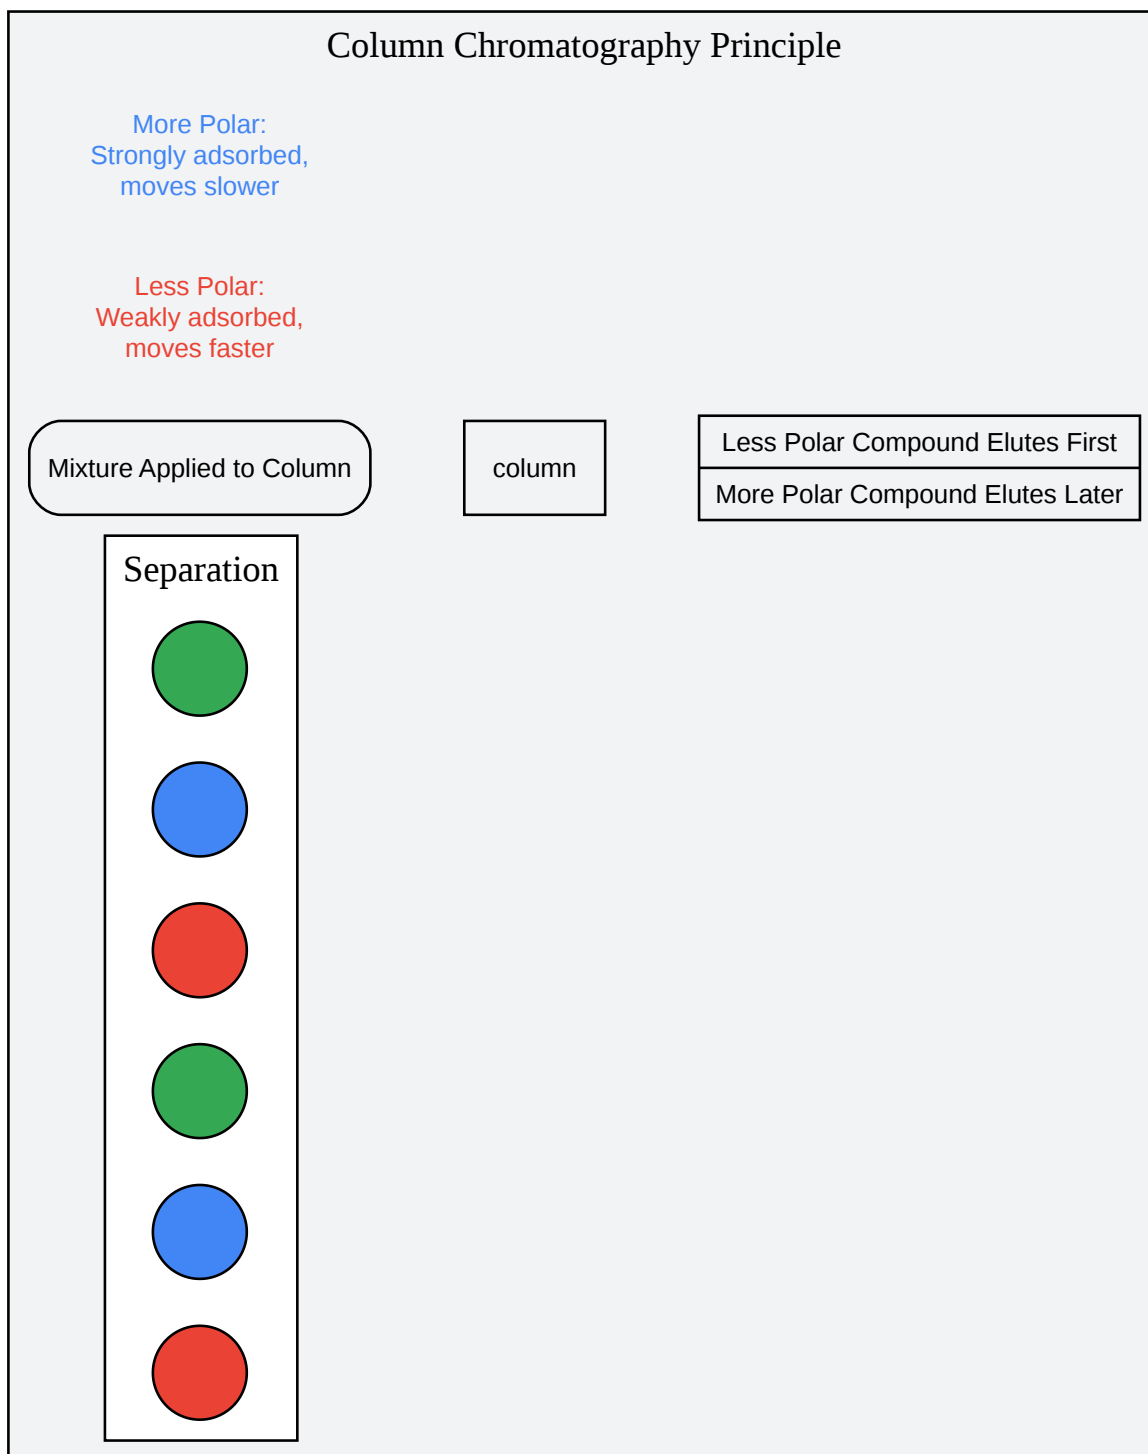 Column Chromatography Principle
More Polar:
Strongly adsorbed,
moves slower
Less Polar:
Weakly adsorbed,
moves faster
Mixture Applied to Column
column
Less Polar Compound Elutes First
More Polar Compound Elutes Later
Separation